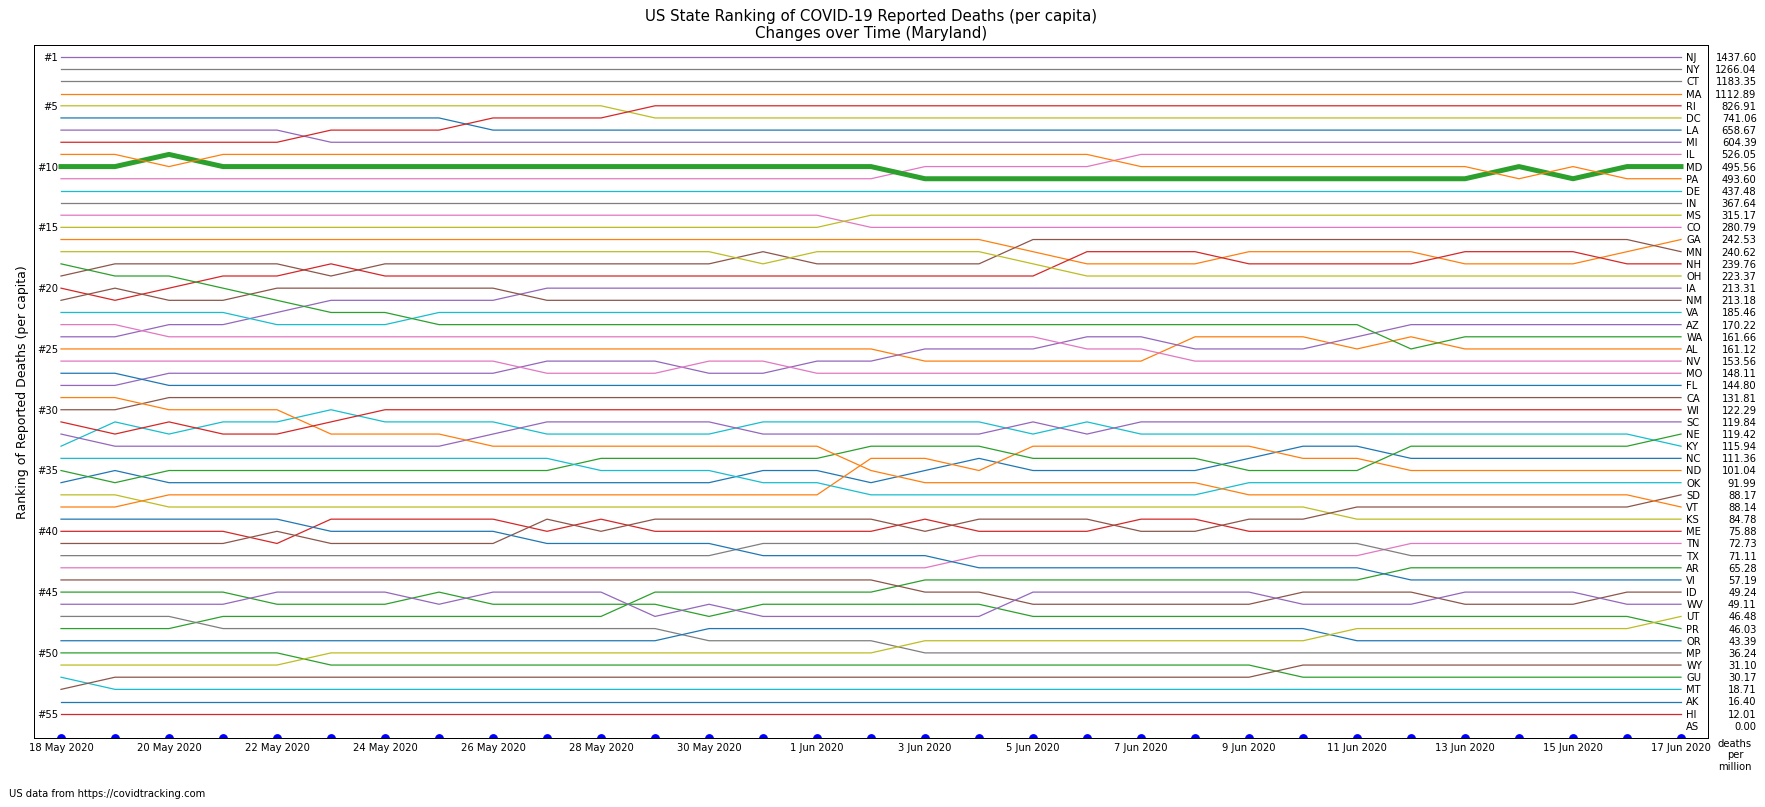 US State Ranking of COVID-19 Reported Deaths (per capita)
Changes over Time (Maryland)
Ranking of Reported Deaths (per capita)
#1
#5
#10
#15
#20
#25
#30
#35
#40
#45
#50
#55
NJ 1437.60
NY 1266.04
CT 1183.35
MA 1112.89
RI 826.91
DC 741.06
LA 658.67
MI 604.39
IL 526.05
MD 495.56
PA 493.60
DE 437.48
IN 367.64
MS 315.17
CO 280.79
GA 242.53
MN 240.62
NH 239.76
OH 223.37
IA 213.31
NM 213.18
VA 185.46
AZ 170.22
WA 161.66
AL 161.12
NV 153.56
MO 148.11
FL 144.80
CA 131.81
WI 122.29
SC 119.84
NE 119.42
KY 115.94
NC 111.36
ND 101.04
OK 91.99
SD 88.17
VT 88.14
KS 84.78
ME 75.88
TN 72.73
TX 71.11
AR 65.28
VI 57.19
ID 49.24
WV 49.11
UT 46.48
PR 46.03
OR 43.39
MP 36.24
WY 31.10
GU 30.17
MT 18.71
AK 16.40
HI 12.01
AS 0.00
18 May 2020 20 May 2020 22 May 2020 24 May 2020 26 May 2020 28 May 2020 30 May 2020 1 Jun 2020 3 Jun 2020 5 Jun 2020 7 Jun 2020 9 Jun 2020 11 Jun 2020 13 Jun 2020 15 Jun 2020 17 Jun 2020
deaths
per
million
US data from https://covidtracking.com